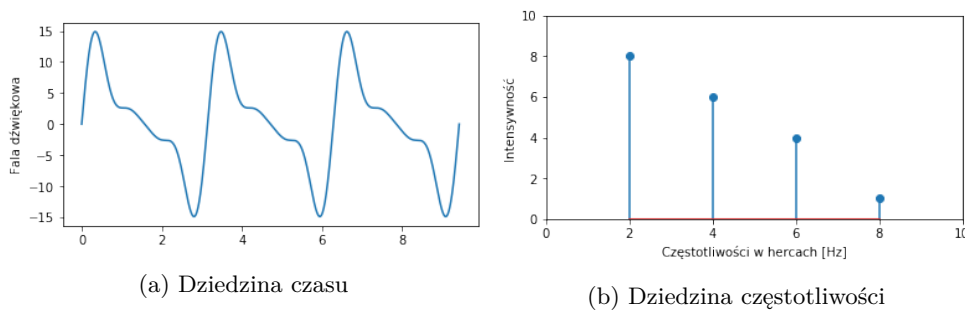 Fala dźwiękowa
15
10
5
0
−5
−10
−15
0 2 4 6 8
(a) Dziedzina czasu
Intensywność
10
8
6
4
2
0
0 2 4 6 8 10
Częstotliwości w hercach [Hz]
(b) Dziedzina częstotliwości